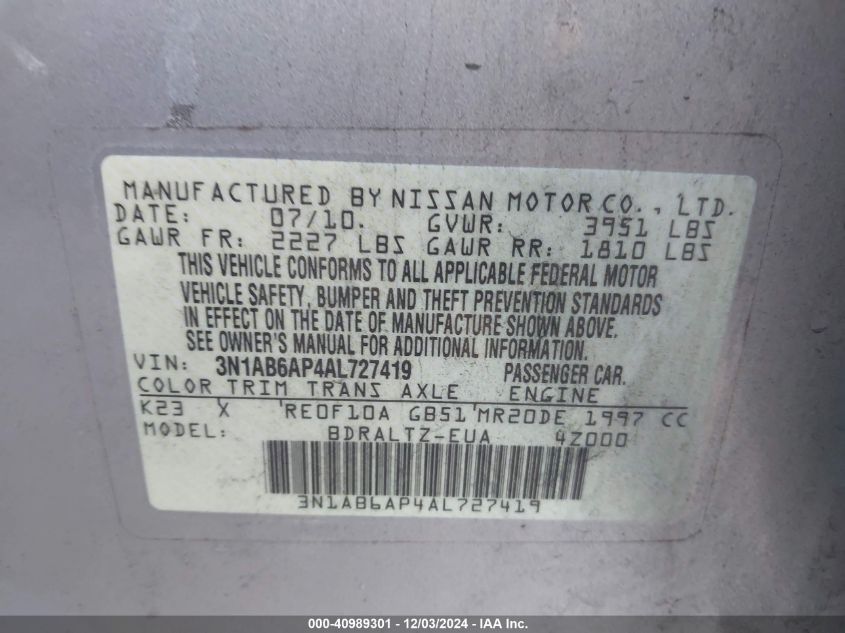 MANUFACTURED BY NISSAN MOTOR CO., LTD.
DATE: 07/10. GVWR: 3951 LBS
GAWR FR: 2227 LBS GAWR RR: 1810 LBS
THIS VEHICLE CONFORMS TO ALL APPLICABLE FEDERAL MOTOR
VEHICLE SAFETY, BUMPER AND THEFT PREVENTION STANDARDS
IN EFFECT ON THE DATE OF MANUFACTURE SHOWN ABOVE.
SEE OWNER'S MANUAL FOR ADDITIONAL INFORMATION.
VIN: 3N1AB6AP4AL727419 PASSENGER CAR.
COLOR TRIM TRANS AXLE ENGINE
K23 X RE0F10A GB51 MR20DE 1997 CC
MODEL: BDRALTZ-EUA 4Z000
3N1AB6AP4AL727419
000-40989301 - 12/03/2024 - IAA Inc.